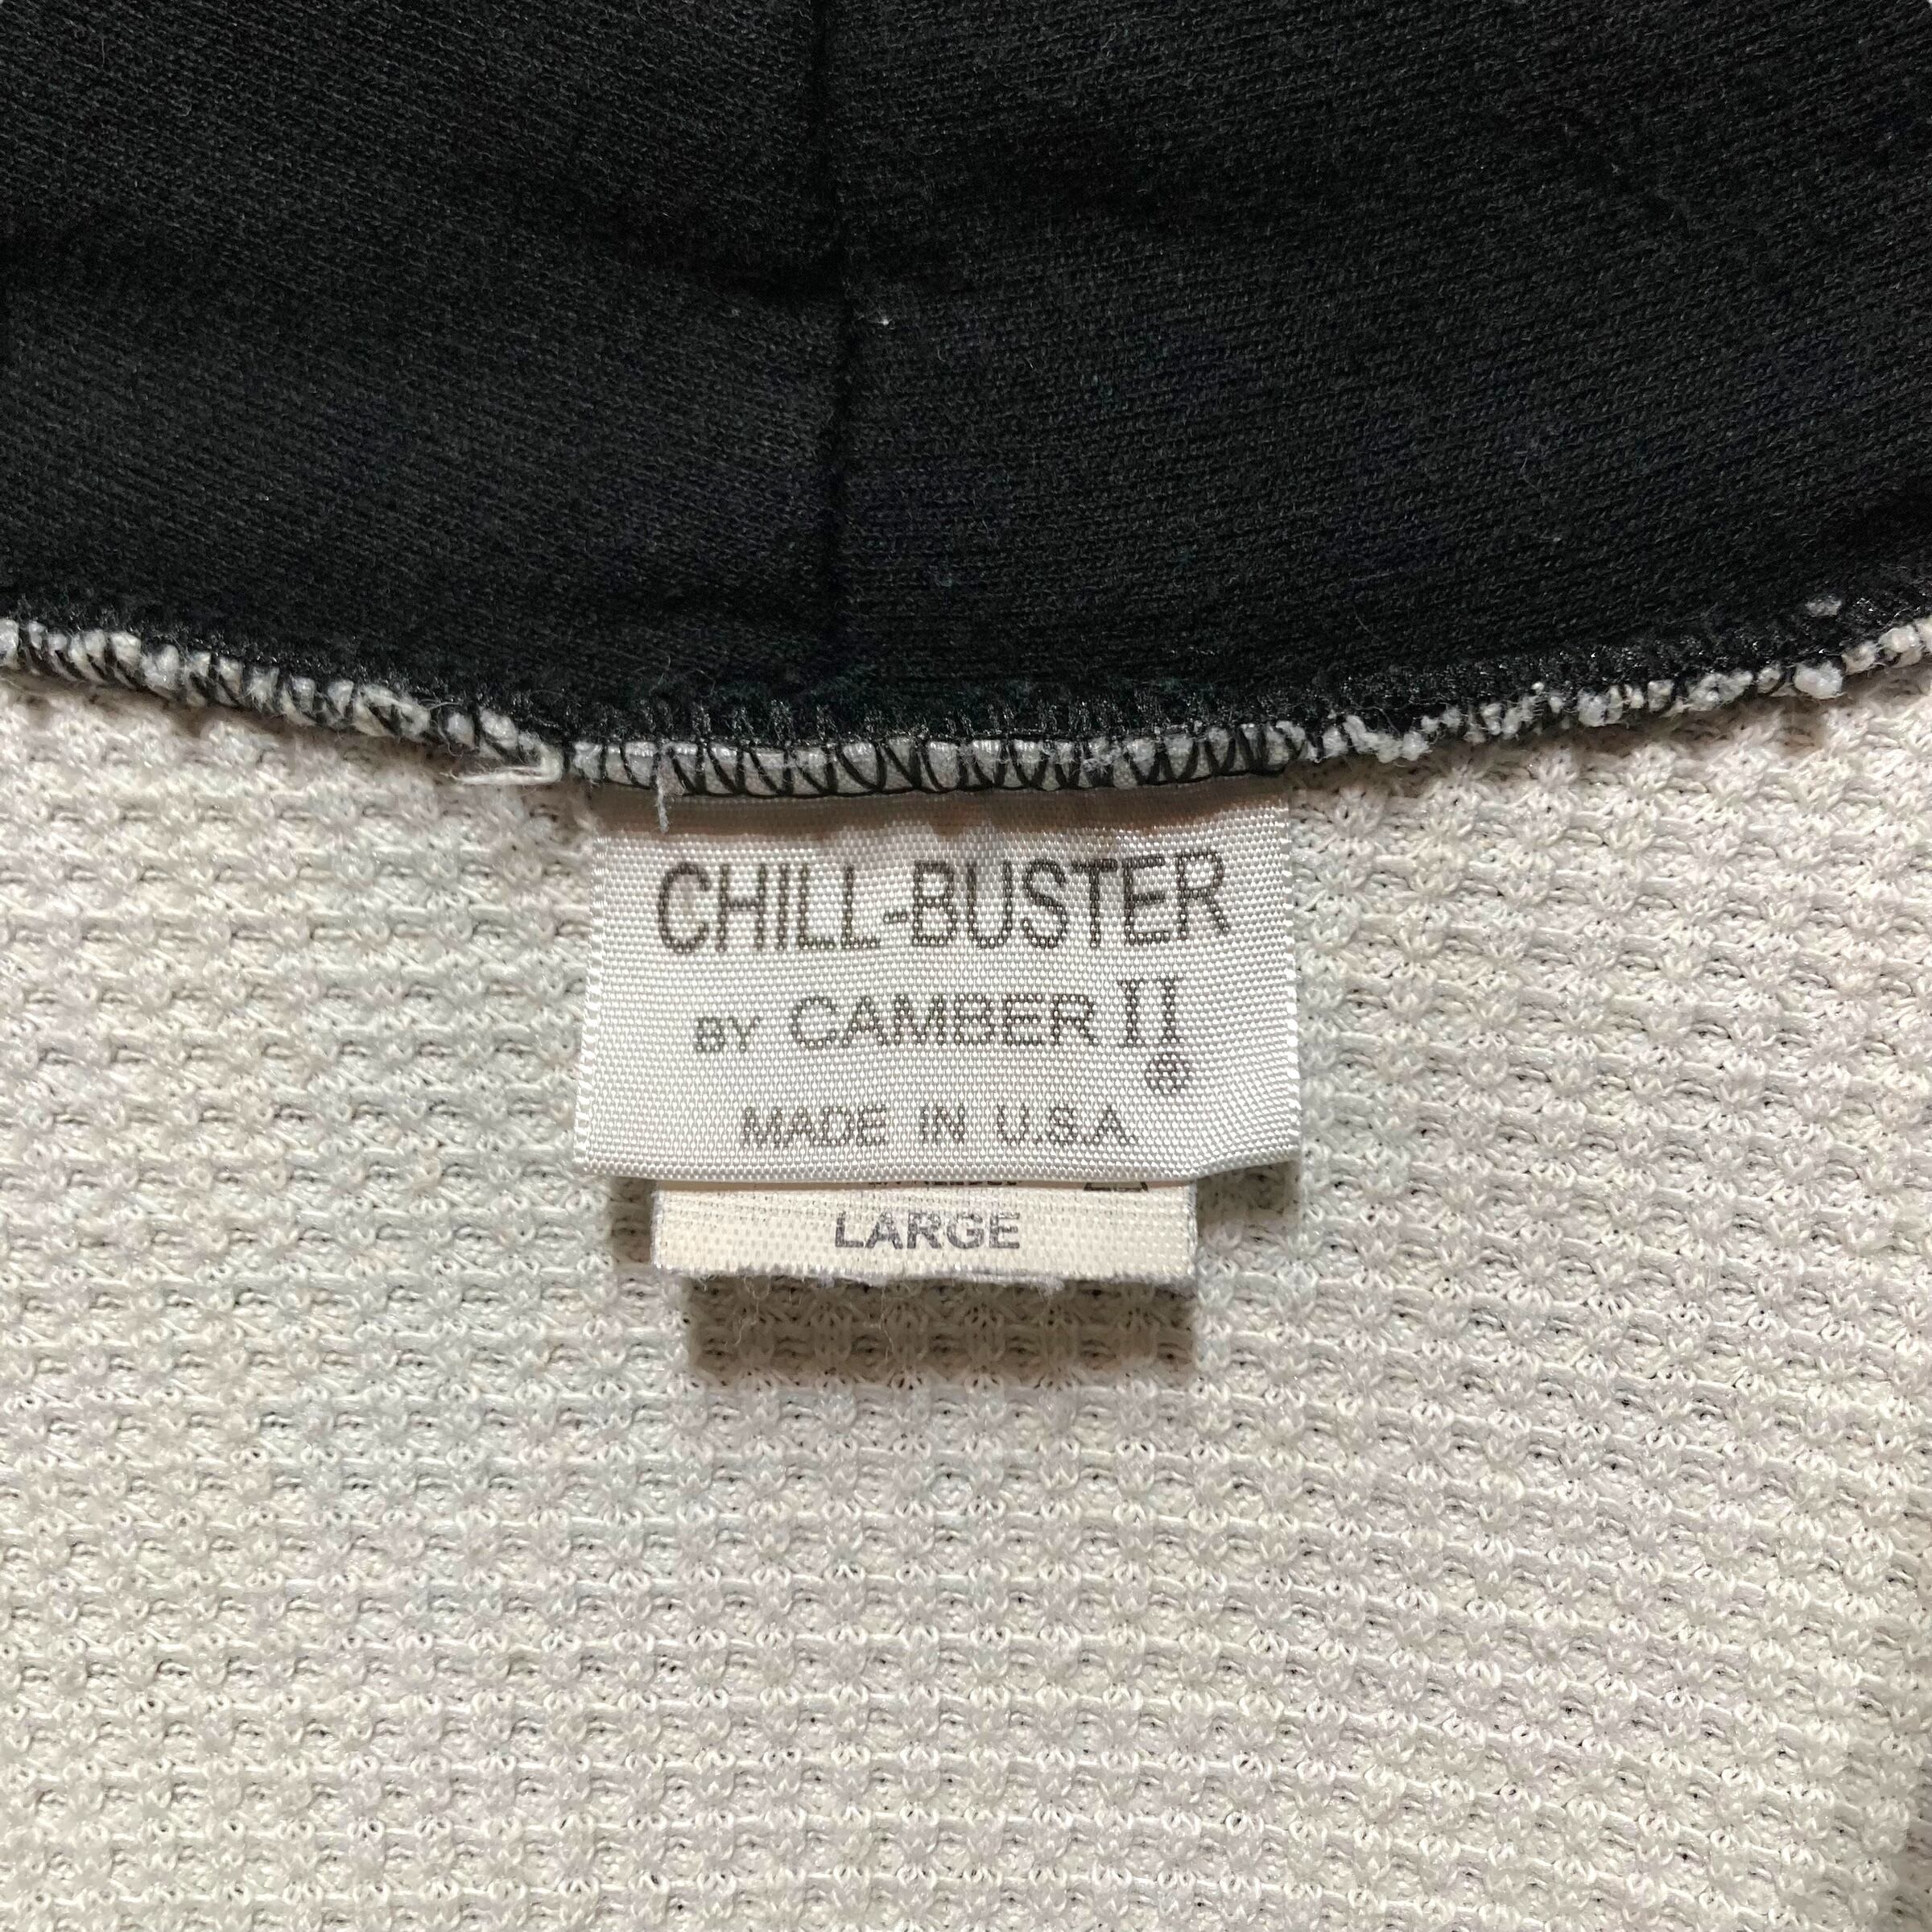 CHILL-BUSTER
BY CAMBER II
®
MADE IN U.S.A.
LARGE